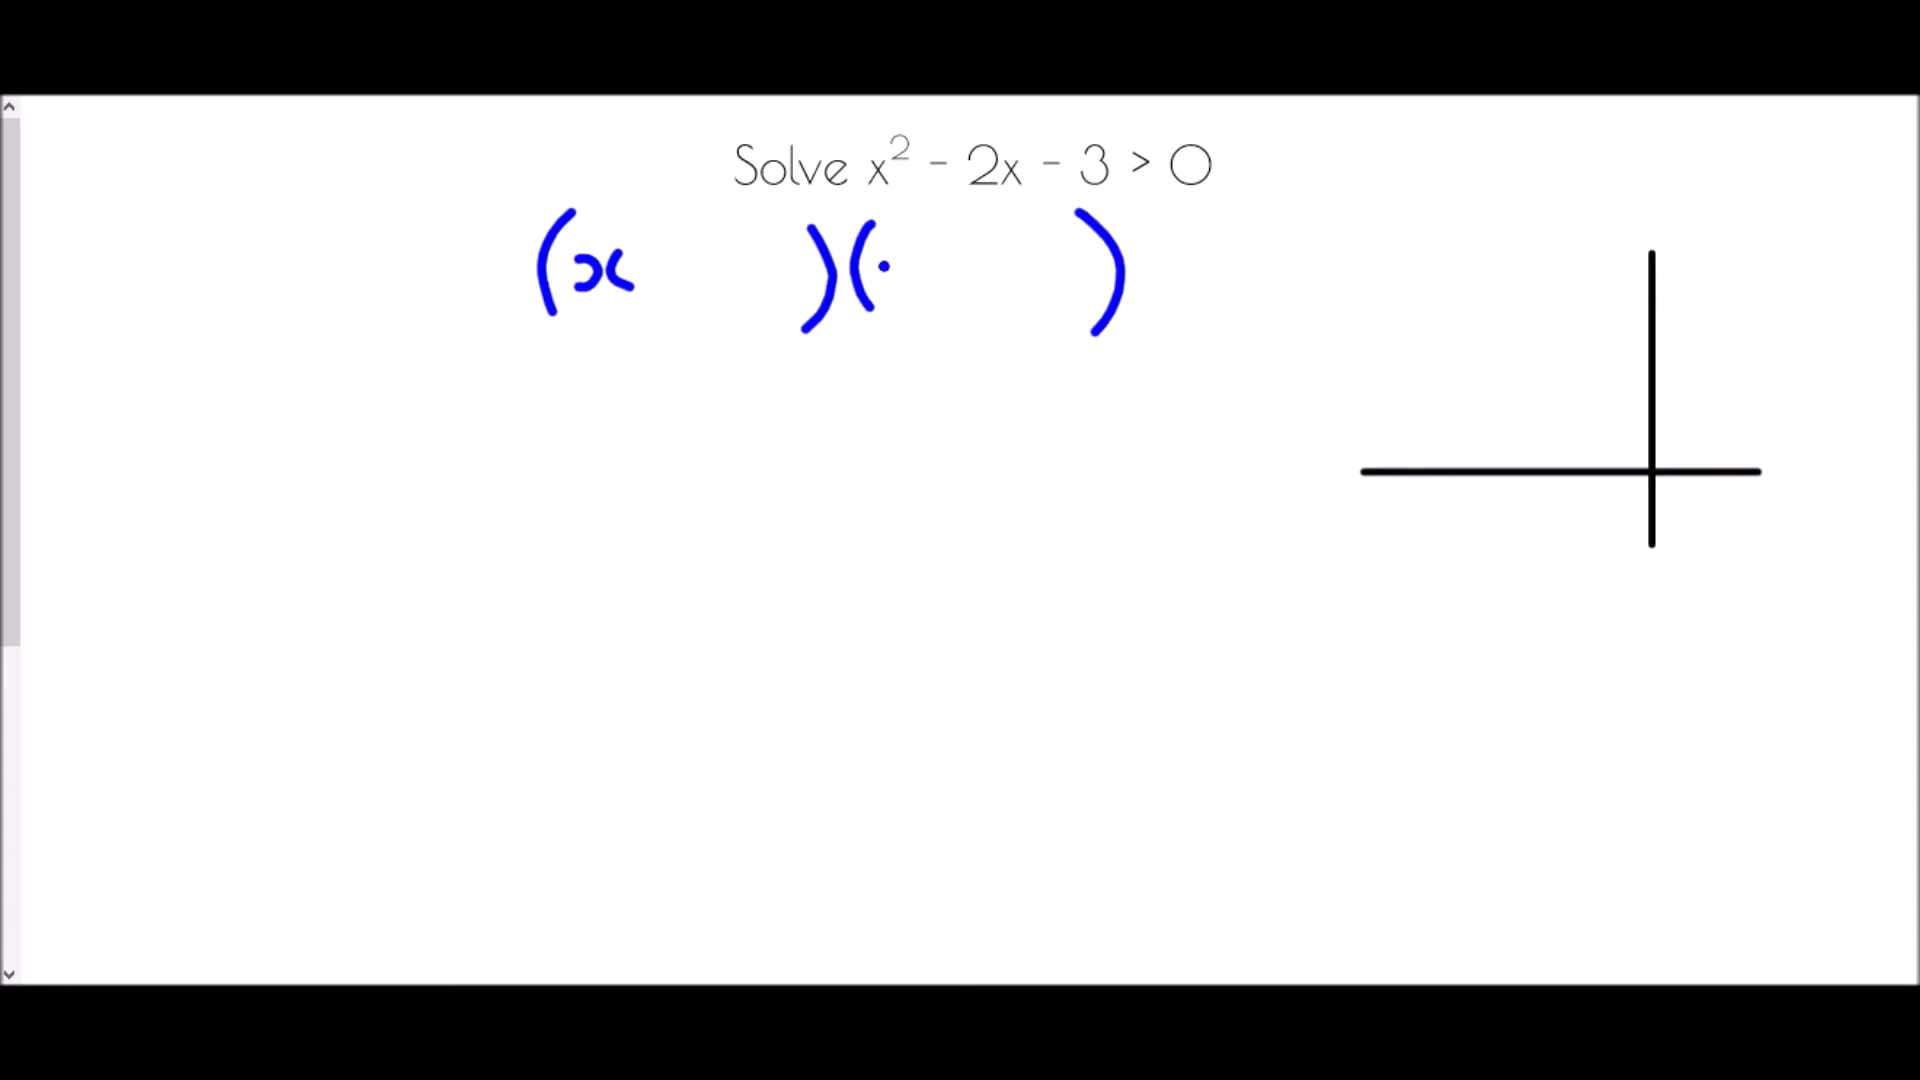 Solve x² - 2x - 3 > 0
(x )( )